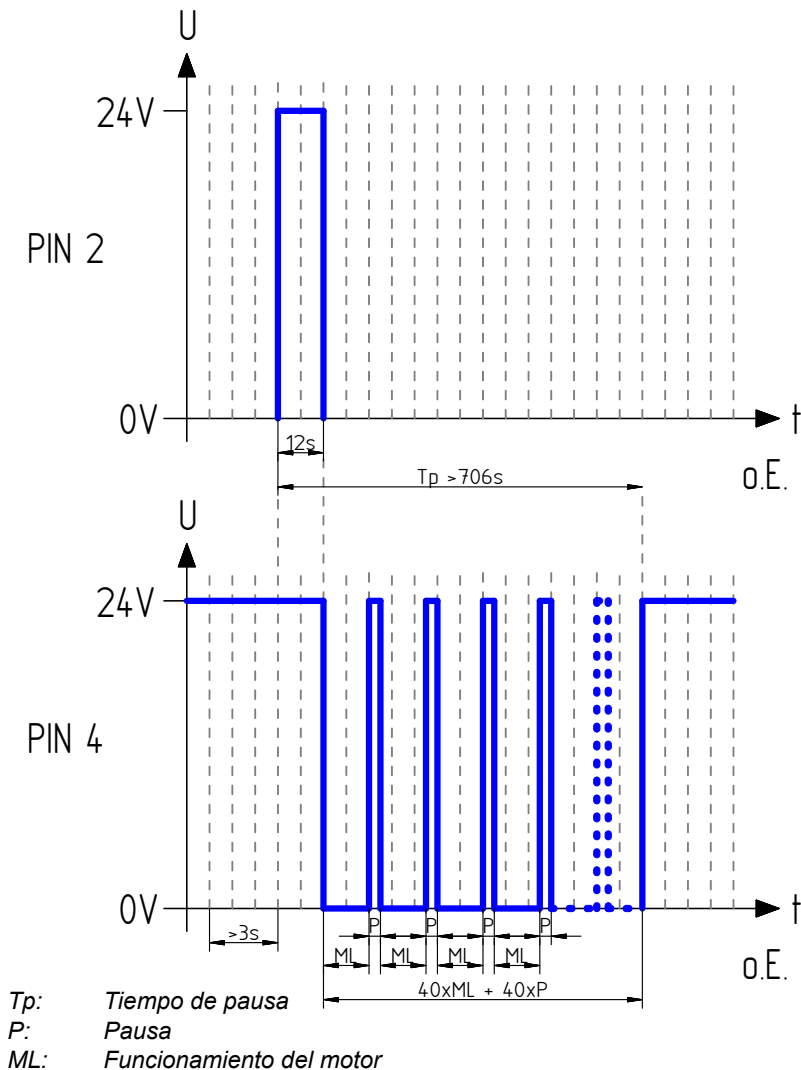 U
24V
PIN 2
0V
t
12s
Tp >706s
o.E.
U
24V
PIN 4
0V
t
>3s
P P P P
ML ML ML ML
o.E.
40xML + 40xP
Tp: Tiempo de pausa
P: Pausa
ML: Funcionamiento del motor